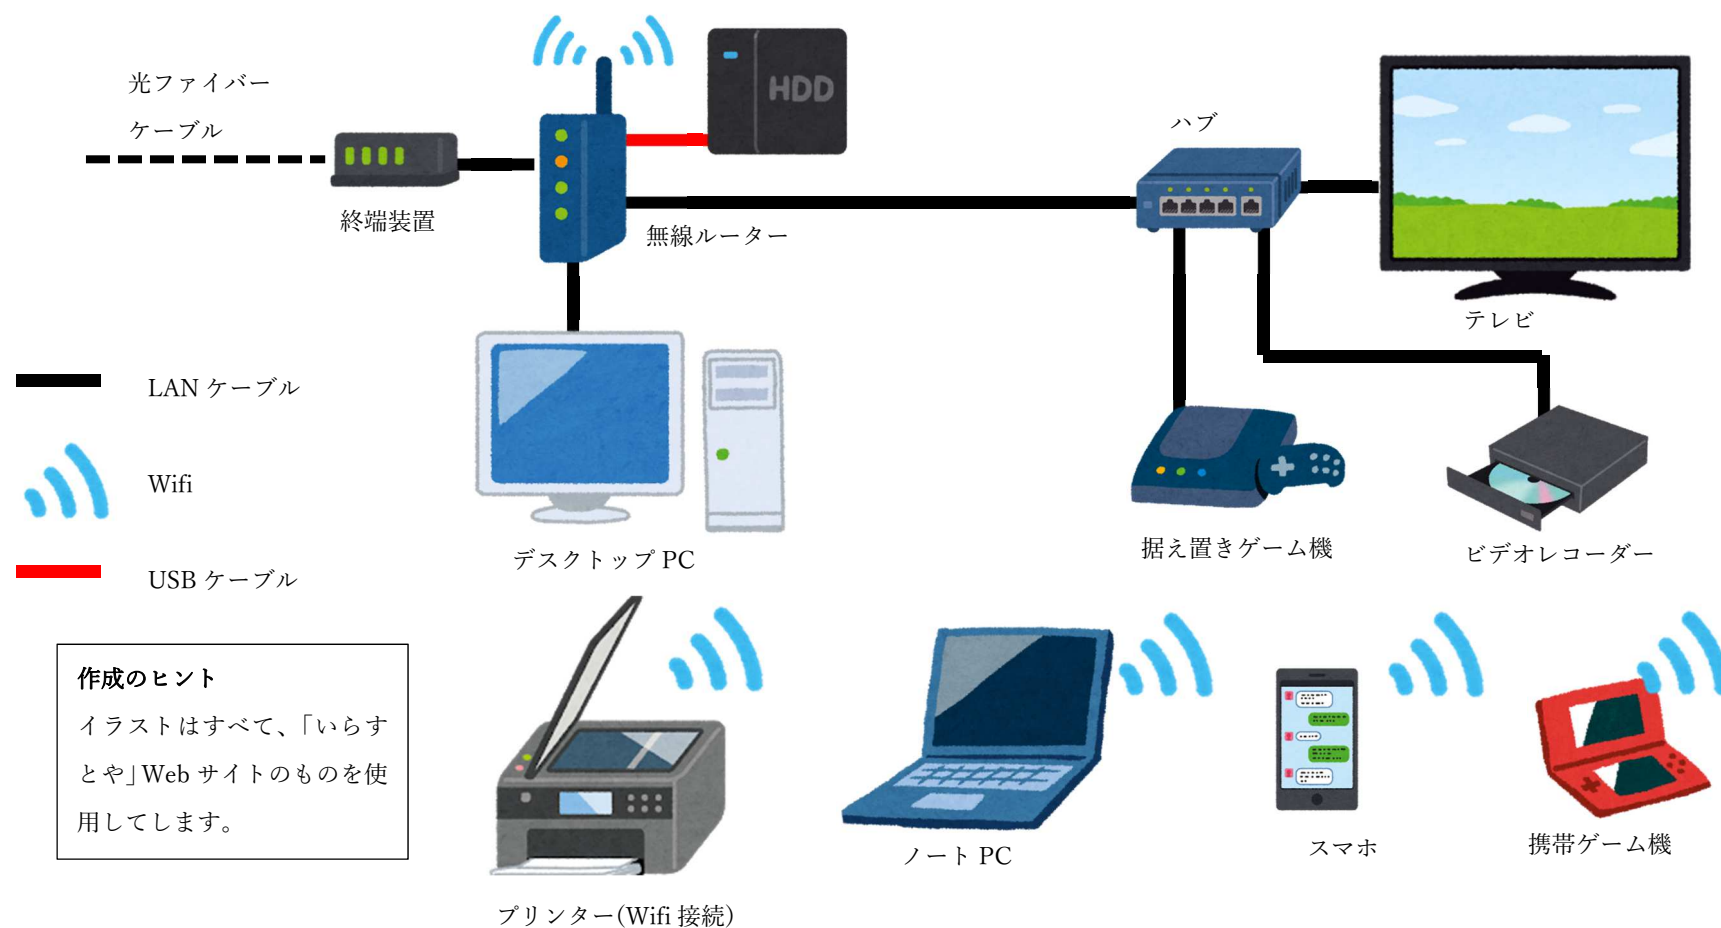 光ファイバー
ケーブル
HDD
ハブ
終端装置
無線ルーター
テレビ
LAN ケーブル
Wifi
USB ケーブル
デスクトップ PC
据え置きゲーム機
ビデオレコーダー
作成のヒント
イラストはすべて、「いらす
とや」Web サイトのものを使
用してします。
ノート PC
スマホ
携帯ゲーム機
プリンター(Wifi 接続)